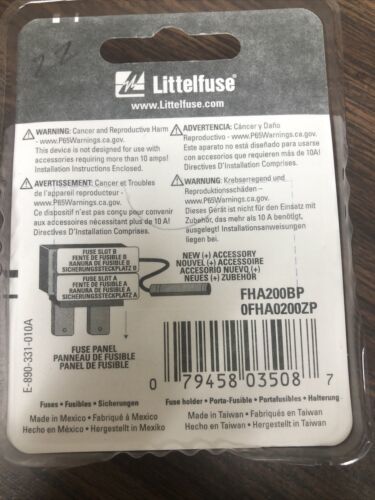 Littelfuse®
www.Littelfuse.com
WARNING: Cancer and Reproductive Harm
- www.P65Warnings.ca.gov.
This device is not designed for use with
accessories requiring more than 10 amps!
Installation Instructions Enclosed.
ADVERTENCIA: Cáncer y Daño
Reproductivo - www.P65Warnings.ca.gov.
Este aparato no está diseñado para usarse
con accesorios que requieren más de 10A!
Directives D'Installation Comprises.
AVERTISSEMENT: Cancer et Troubles
de l'appareil reproducteur -
www.P65Warnings.ca.gov.
Ce dispositif n'est pas conçu pour convenir
aux accessoires nécessitant plus de 10 A!
Directives D'Installation Comprises.
WARNUNG: Krebserregend und
Reproduktionsschäden -
www.P65Warnings.ca.gov.
Dieses Gerät ist nicht für den Einsatz mit
Zubehör, das mehr als 10 A benötigt,
ausgelegt! Installationsanweisungen
liegen bei.
FUSE SLOT B
FENTE DE FUSIBLE B
RANURA DE FUSIBLE B
SICHERUNGSSTECKPLATZ B
FUSE SLOT A
FENTE DE FUSIBLE A
RANURA DE FUSIBLE A
SICHERUNGSSTECKPLATZ A
NEW (+) ACCESSORY
NOUVEL (+) ACCESSOIRE
ACCESORIO NUEVO (+)
NEUES (+) ZUBEHÖR
FUSE PANEL
PANNEAU DE FUSIBLE
PANEL DE FUSIBLE
E-890-331-010A
FHA200BP
0FHA0200ZP
0 79458 03508 7
Fuses • Fusibles • Sicherungen
Made in Mexico • Fabriqué à Mexico
Hecho en México • Hergestellt in Mexiko
Fuse holder • Porta-Fusible • Portafusibles • Halterung
Made in Taiwan • Fabriqués en Taiwan
Hecho en Taiwan • Hergestellt in Taiwan